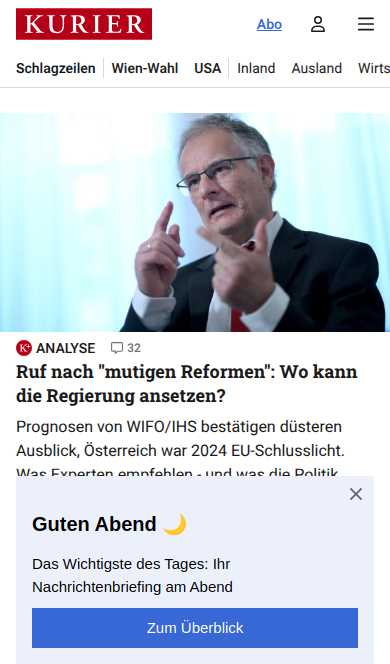 KURIER
Abo
Schlagzeilen Wien-Wahl USA Inland Ausland Wirts
K+ ANALYSE 32
Ruf nach "mutigen Reformen": Wo kann
die Regierung ansetzen?
Prognosen von WIFO/IHS bestätigen düsteren
Ausblick, Österreich war 2024 EU-Schlusslicht.
Was Experten empfehlen - und was die Politik
Guten Abend 🌙
Das Wichtigste des Tages: Ihr
Nachrichtenbriefing am Abend
Zum Überblick